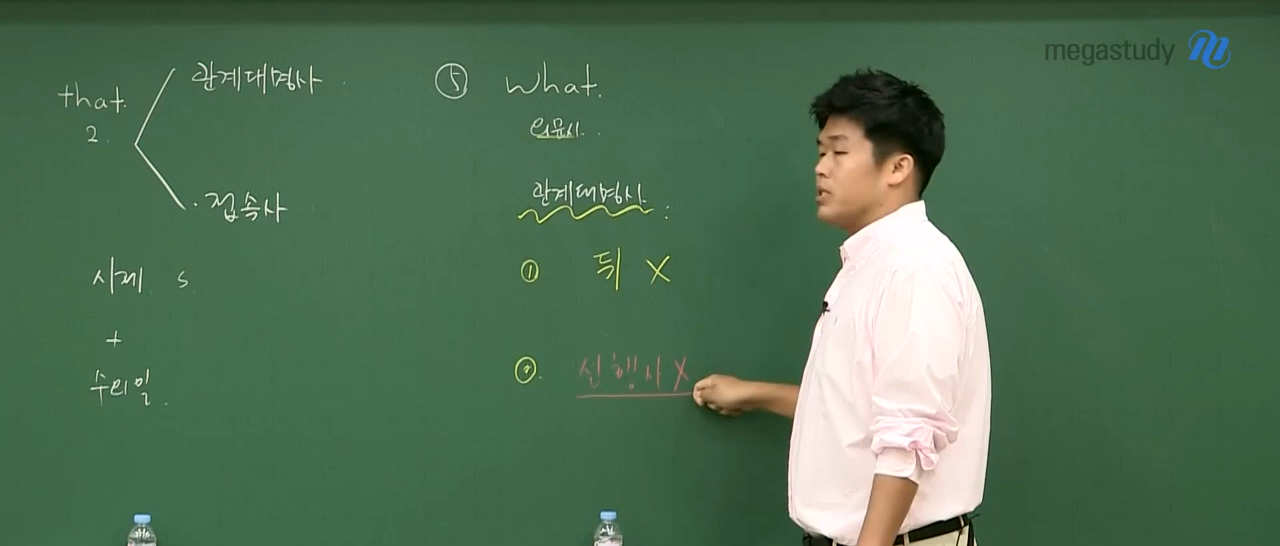 that.
2.
관계대명사
접속사
시제 s
+
수의일.
⑤ what.
의문사..
관계대명사:
① 뒤 X
②. 선행사 X
megastudy